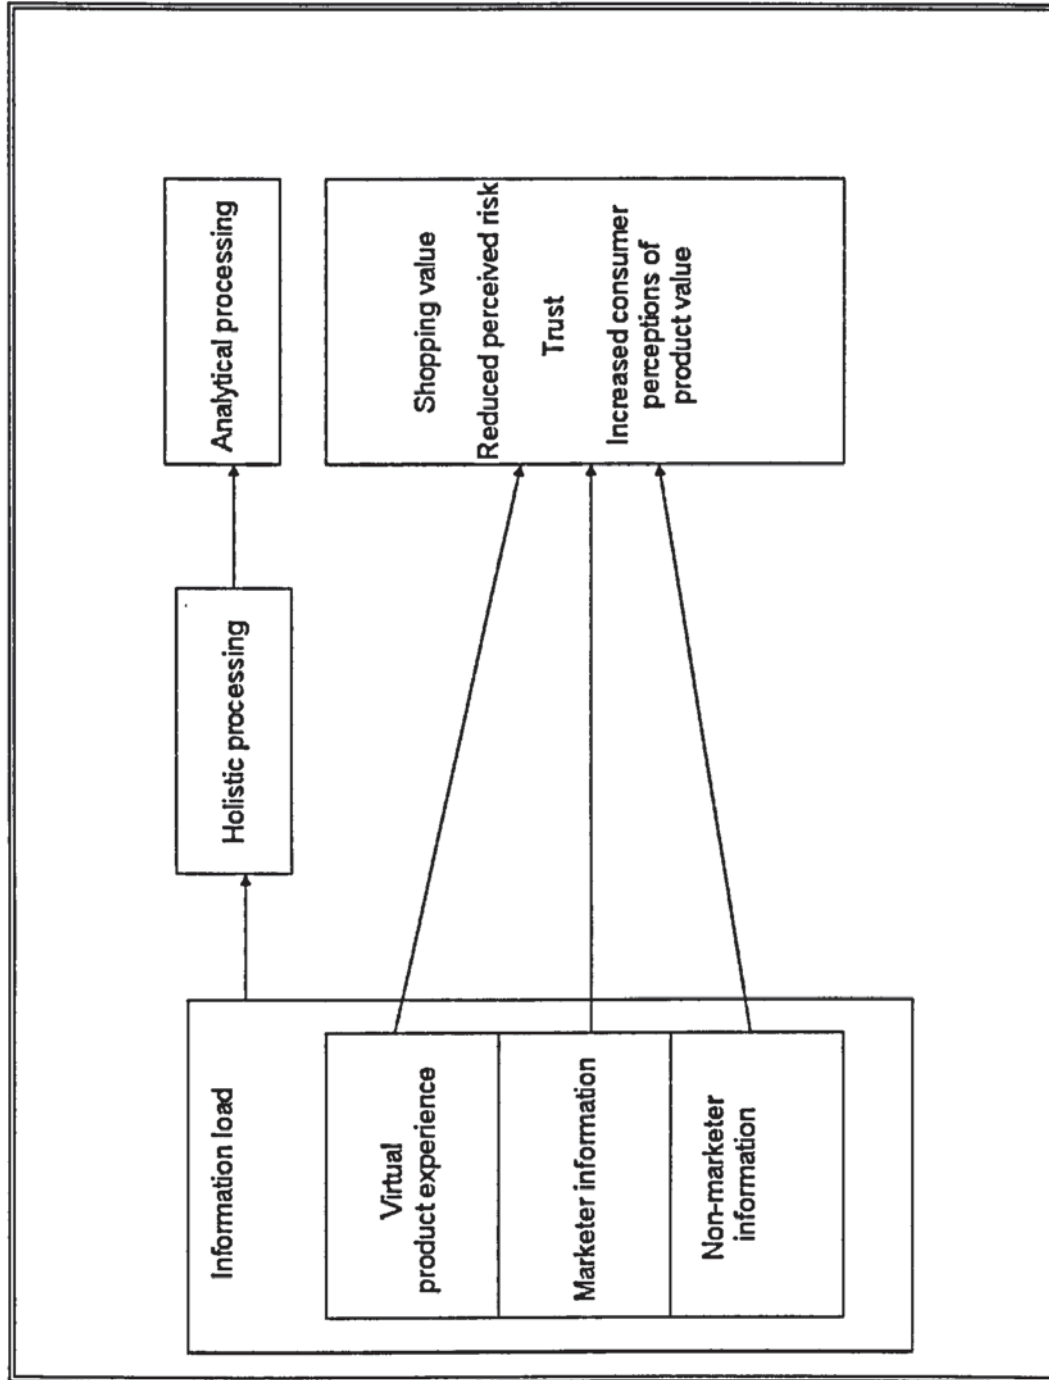 Information load
Virtual
product experience
Marketer information
Non-marketer
information
Holistic processing
Analytical processing
Shopping value
Reduced perceived risk
Trust
Increased consumer
perceptions of
product value